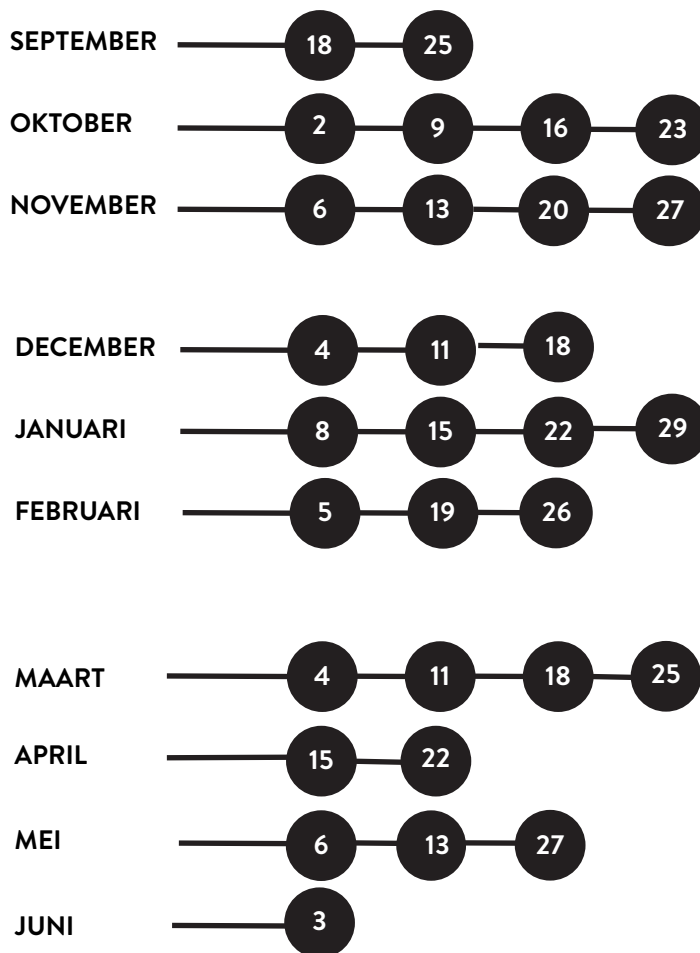 SEPTEMBER 18 25
OKTOBER 2 9 16 23
NOVEMBER 6 13 20 27
DECEMBER 4 11 18
JANUARI 8 15 22 29
FEBRUARI 5 19 26
MAART 4 11 18 25
APRIL 15 22
MEI 6 13 27
JUNI 3